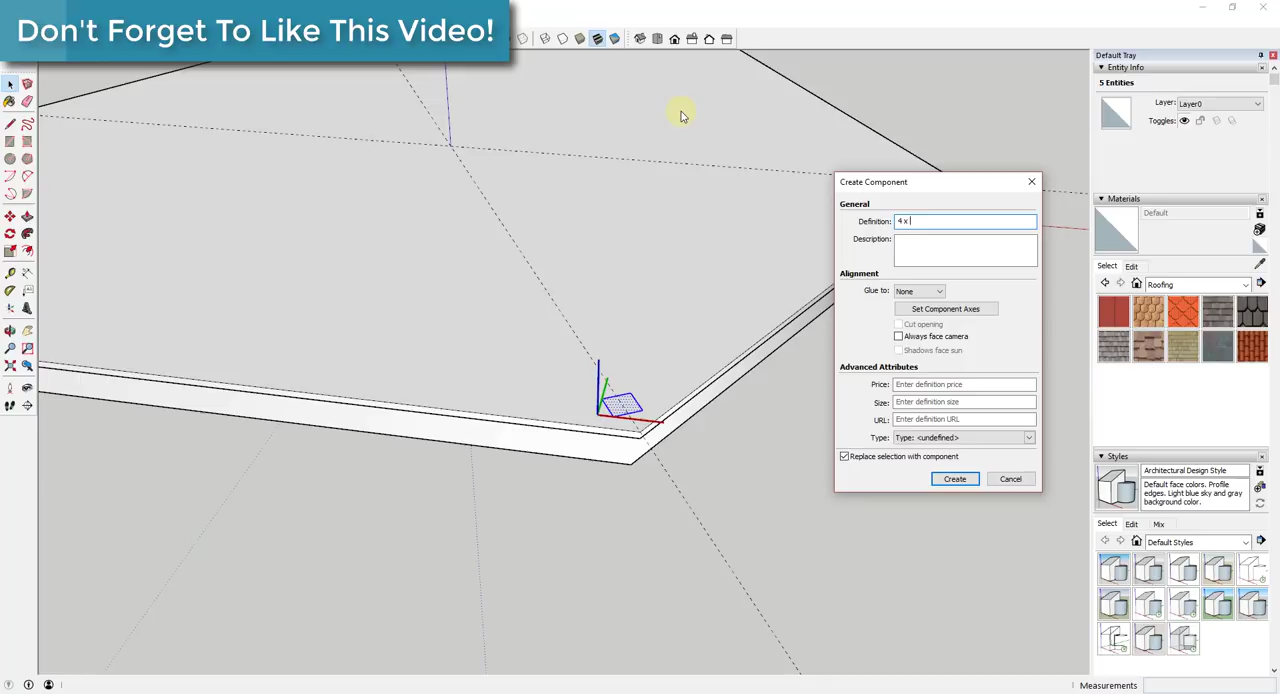 Don't Forget To Like This Video!
Default Tray
Entity Info
5 Entities
Layer: Layer0
Toggles:
Create Component
General
Definition: 4 x
Description:
Alignment
Glue to: None
Set Component Axes
Cut opening
Always face camera
Shadows face sun
Advanced Attributes
Price: Enter definition price
Size: Enter definition size
URL: Enter definition URL
Type: Type: <undefined>
Replace selection with component
Create Cancel
Materials
Default
Select Edit
Roofing
Styles
Architectural Design Style
Default face colors. Profile
edges. Light blue sky and gray
background color.
Select Edit Mix
Default Styles
Measurements